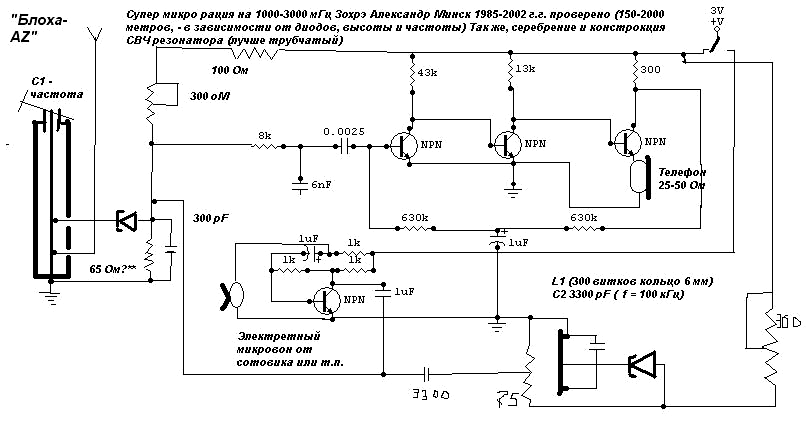 "Блоха-
AZ"
Супер микро рация на 1000-3000 мГц Зохрэ Александр Минск 1985-2002 г.г. проверено (150-2000
метров, - в зависимости от диодов, высоты и частоты) Так же, серебрение и констрокция
СВЧ резонатора (лучше трубчатый)
3V
+V
C1 -
частота
100 Ом
300 оМ
43k
13k
300
8k
0.0025
NPN
NPN
NPN
6nF
Телефон
25-50 Ом
300 pF
630k
630k
65 Ом?**
1uF
1k
1uF
1k
1k
NPN
1uF
L1 (300 витков кольцо 6 мм)
C2 3300 pF ( f = 100 кГц)
300
Электретный
микровон от
сотовика или т.п.
3300
75